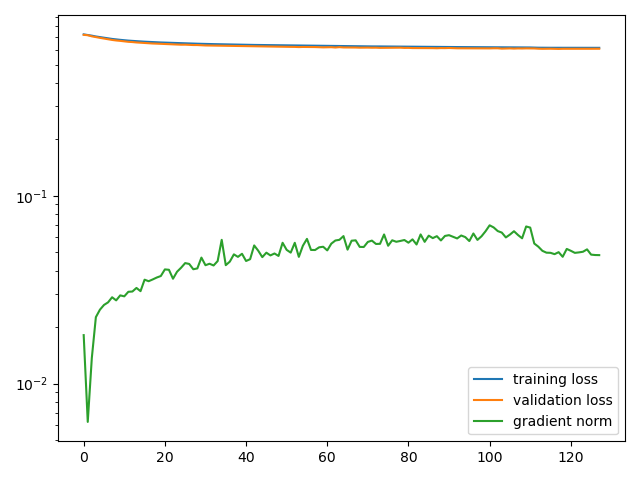 10⁻¹
10⁻²
training loss
validation loss
gradient norm
0 20 40 60 80 100 120